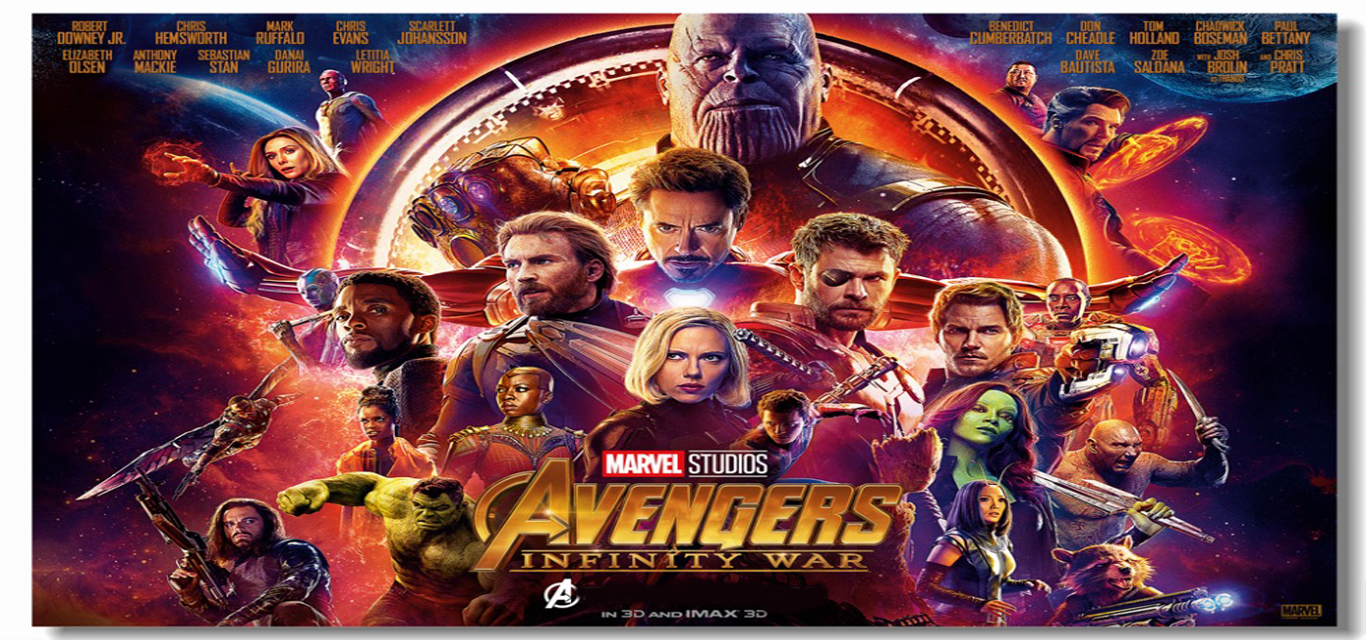 ROBERT DOWNEY JR. CHRIS HEMSWORTH MARK RUFFALO CHRIS EVANS SCARLETT JOHANSSON
ELIZABETH OLSEN ANTHONY MACKIE SEBASTIAN STAN DANAI GURIRA LETITIA WRIGHT
BENEDICT CUMBERBATCH DON CHEADLE TOM HOLLAND CHADWICK BOSEMAN PAUL BETTANY
DAVE BAUTISTA ZOE SALDANA WITH JOSH BROLIN AS THANOS AND CHRIS PRATT
MARVEL STUDIOS
AVENGERS
INFINITY WAR
A
IN 3D AND IMAX 3D
MARVEL